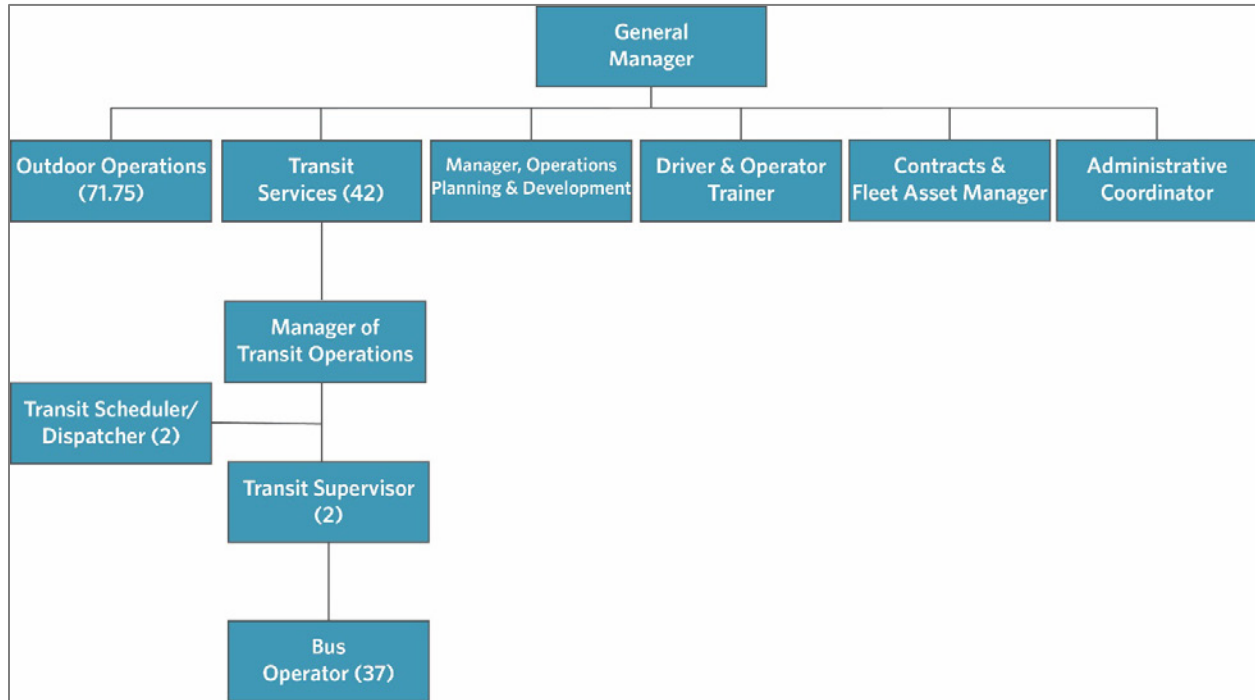 General
Manager
Outdoor Operations
(71.75)
Transit
Services (42)
Manager, Operations
Planning & Development
Driver & Operator
Trainer
Contracts &
Fleet Asset Manager
Administrative
Coordinator
Manager of
Transit Operations
Transit Scheduler/
Dispatcher (2)
Transit Supervisor
(2)
Bus
Operator (37)